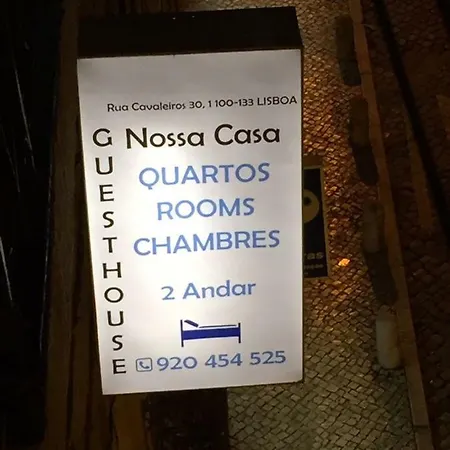 Rua Cavaleiros 30, 1 100-133 LISBOA
GUESTHOUSE
Nossa Casa
QUARTOS
ROOMS
CHAMBRES
2 Andar
920 454 525